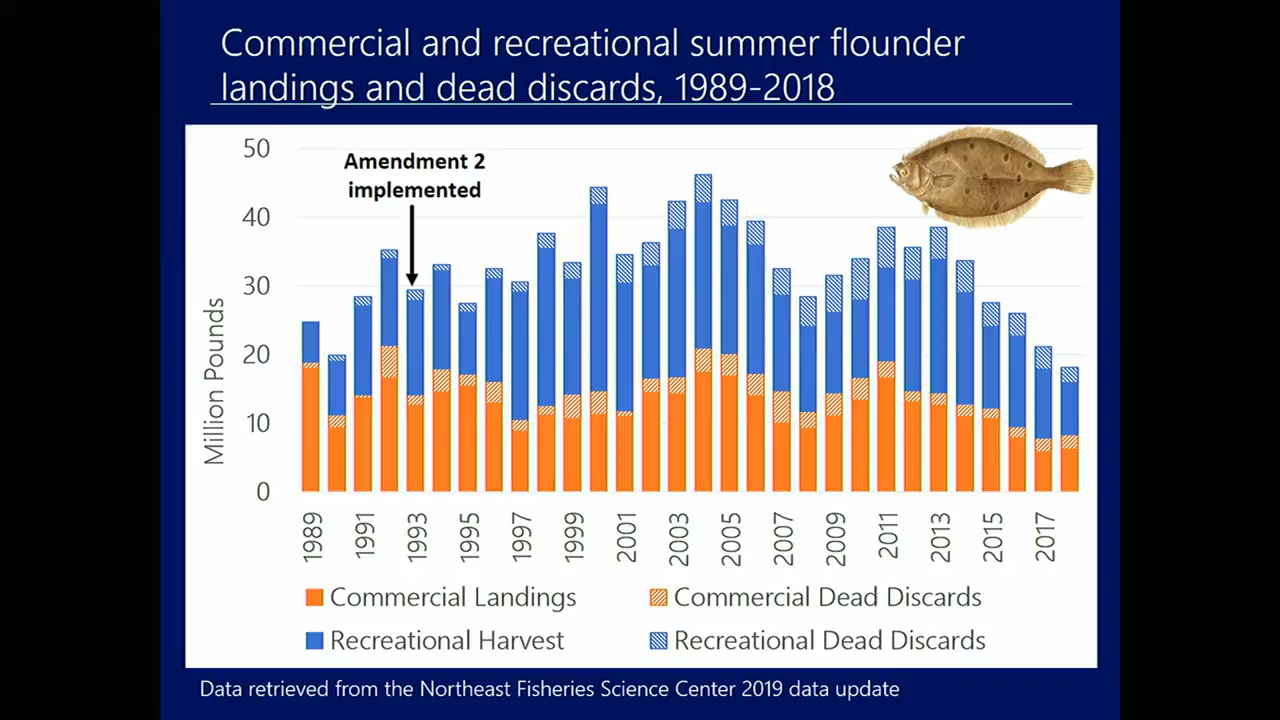 Commercial and recreational summer flounder
landings and dead discards, 1989-2018
Amendment 2
implemented
50
40
30
20
10
0
Million Pounds
1989
1991
1993
1995
1997
1999
2001
2003
2005
2007
2009
2011
2013
2015
2017
Commercial Landings
Commercial Dead Discards
Recreational Harvest
Recreational Dead Discards
Data retrieved from the Northeast Fisheries Science Center 2019 data update